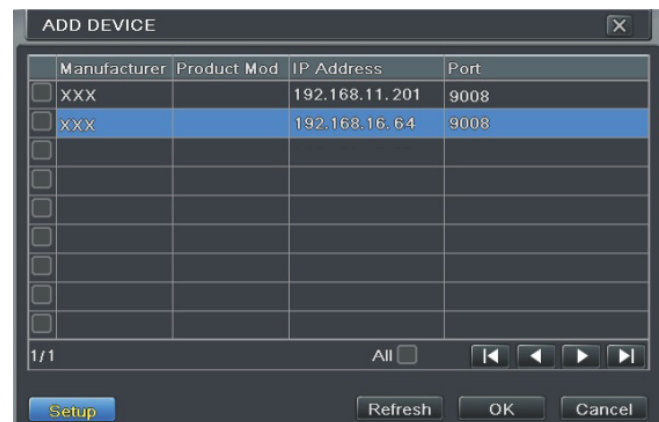 ADD DEVICE
Manufacturer Product Mod IP Address Port
XXX 192.168.11.201 9008
XXX 192.168.16.64 9008
1/1 All
Setup Refresh OK Cancel